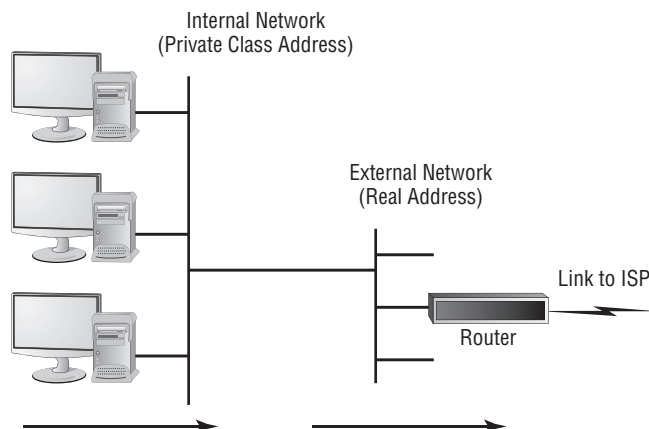 Internal Network
(Private Class Address)
External Network
(Real Address)
Link to ISP
Router